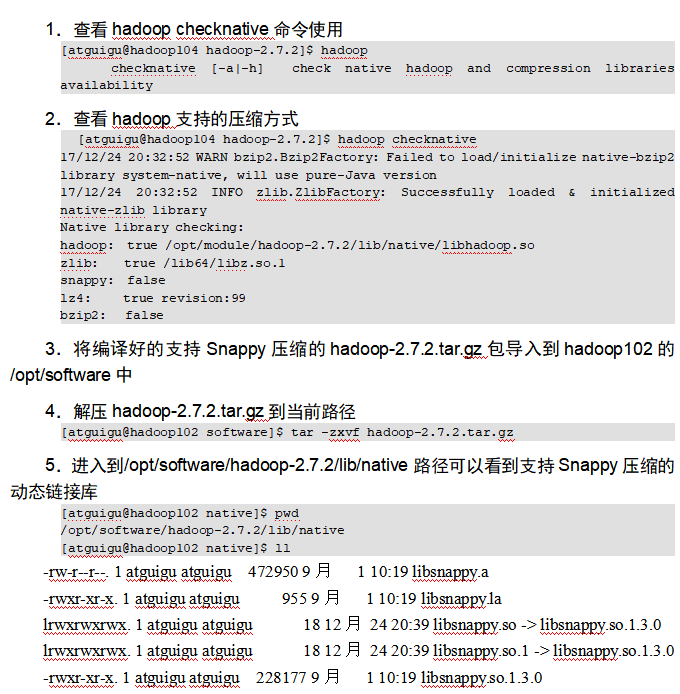 1．查看 hadoop checknative 命令使用
[atguigu@hadoop104 hadoop-2.7.2]$ hadoop
checknative [-a|-h] check native hadoop and compression libraries
availability
2．查看 hadoop 支持的压缩方式
[atguigu@hadoop104 hadoop-2.7.2]$ hadoop checknative
17/12/24 20:32:52 WARN bzip2.Bzip2Factory: Failed to load/initialize native-bzip2
library system-native, will use pure-Java version
17/12/24 20:32:52 INFO zlib.ZlibFactory: Successfully loaded & initialized
native-zlib library
Native library checking:
hadoop: true /opt/module/hadoop-2.7.2/lib/native/libhadoop.so
zlib: true /lib64/libz.so.1
snappy: false
lz4: true revision:99
bzip2: false
3．将编译好的支持 Snappy 压缩的 hadoop-2.7.2.tar.gz 包导入到 hadoop102 的
/opt/software 中
4．解压 hadoop-2.7.2.tar.gz 到当前路径
[atguigu@hadoop102 software]$ tar -zxvf hadoop-2.7.2.tar.gz
5．进入到/opt/software/hadoop-2.7.2/lib/native 路径可以看到支持 Snappy 压缩的
动态链接库
[atguigu@hadoop102 native]$ pwd
/opt/software/hadoop-2.7.2/lib/native
[atguigu@hadoop102 native]$ ll
-rw-r--r--. 1 atguigu atguigu 472950 9 月 1 10:19 libsnappy.a
-rwxr-xr-x. 1 atguigu atguigu 955 9 月 1 10:19 libsnappy.la
lrwxrwxrwx. 1 atguigu atguigu 18 12 月 24 20:39 libsnappy.so -> libsnappy.so.1.3.0
lrwxrwxrwx. 1 atguigu atguigu 18 12 月 24 20:39 libsnappy.so.1 -> libsnappy.so.1.3.0
-rwxr-xr-x. 1 atguigu atguigu 228177 9 月 1 10:19 libsnappy.so.1.3.0